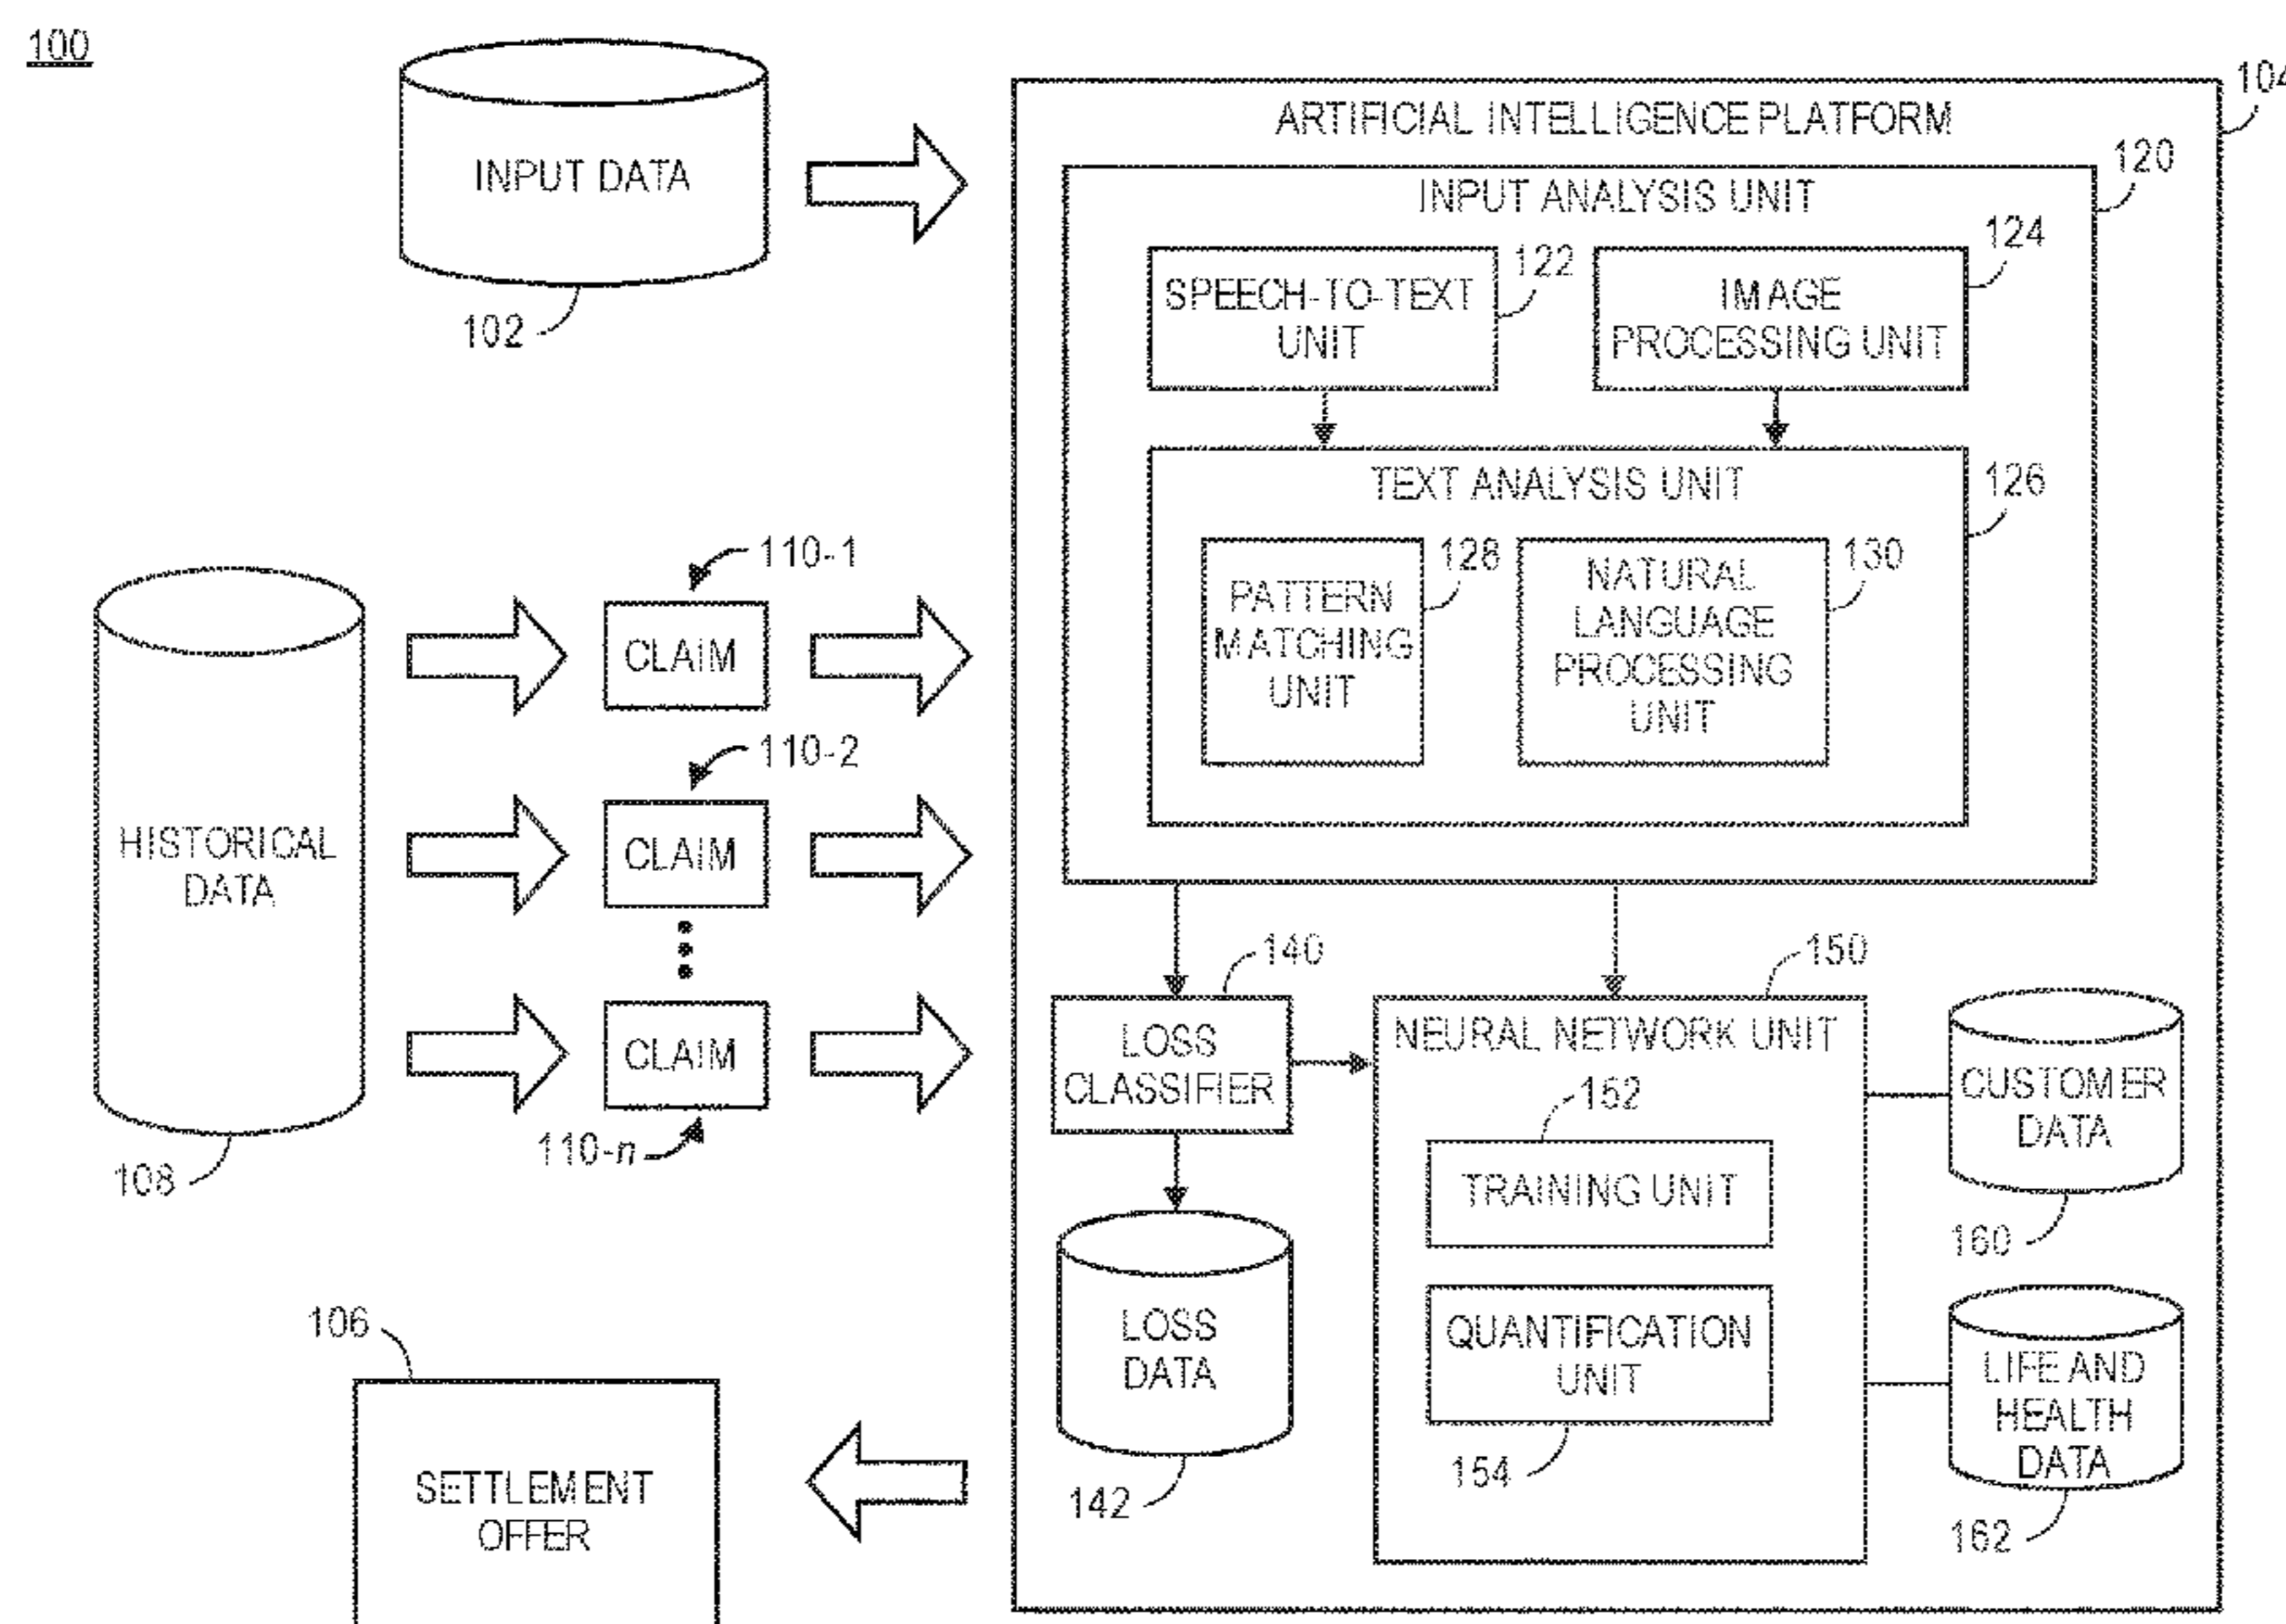 100
INPUT DATA
102
HISTORICAL
DATA
108
110-1
CLAIM
110-2
CLAIM
CLAIM
110-n
106
SETTLEMENT
OFFER
104
ARTIFICIAL INTELLIGENCE PLATFORM
120
INPUT ANALYSIS UNIT
122
SPEECH-TO-TEXT
UNIT
124
IMAGE
PROCESSING UNIT
TEXT ANALYSIS UNIT
126
128
PATTERN
MATCHING
UNIT
130
NATURAL
LANGUAGE
PROCESSING
UNIT
140
LOSS
CLASSIFIER
LOSS
DATA
142
150
NEURAL NETWORK UNIT
152
TRAINING UNIT
QUANTIFICATION
UNIT
154
CUSTOMER
DATA
160
LIFE AND
HEALTH
DATA
162